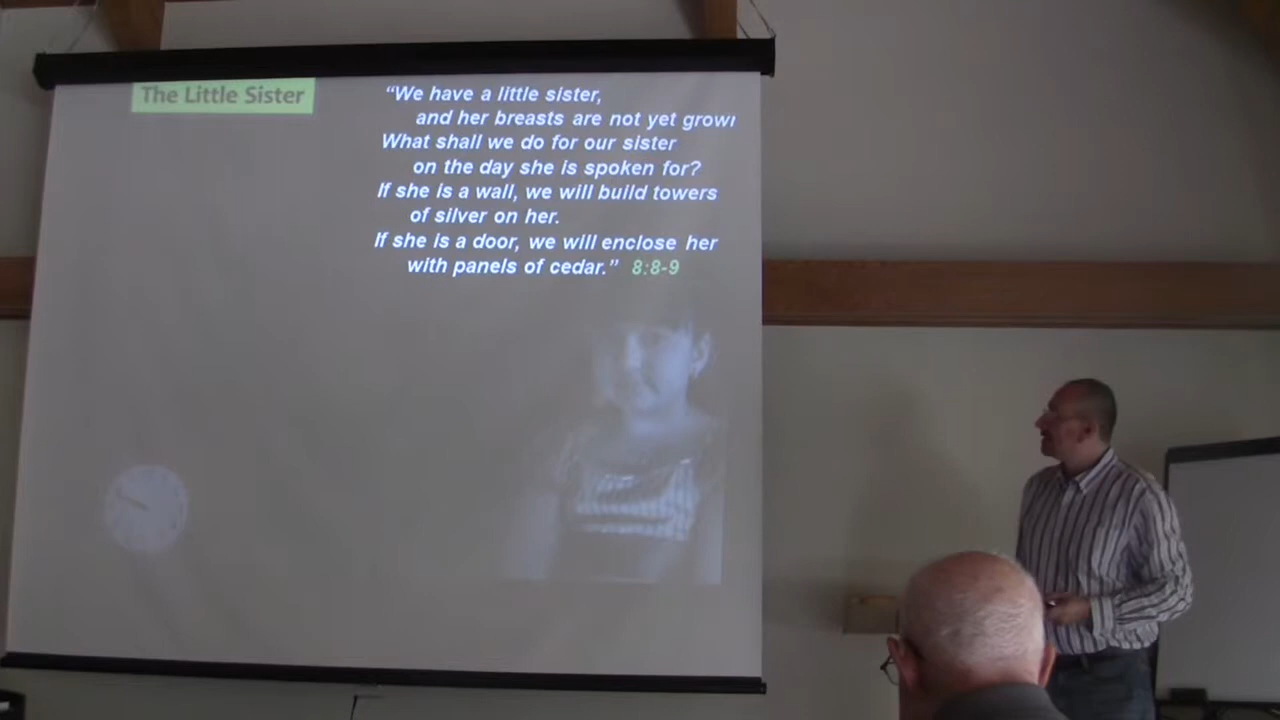 The Little Sister
“We have a little sister,
and her breasts are not yet grown
What shall we do for our sister
on the day she is spoken for?
If she is a wall, we will build towers
of silver on her.
If she is a door, we will enclose her
with panels of cedar.” 8:8-9